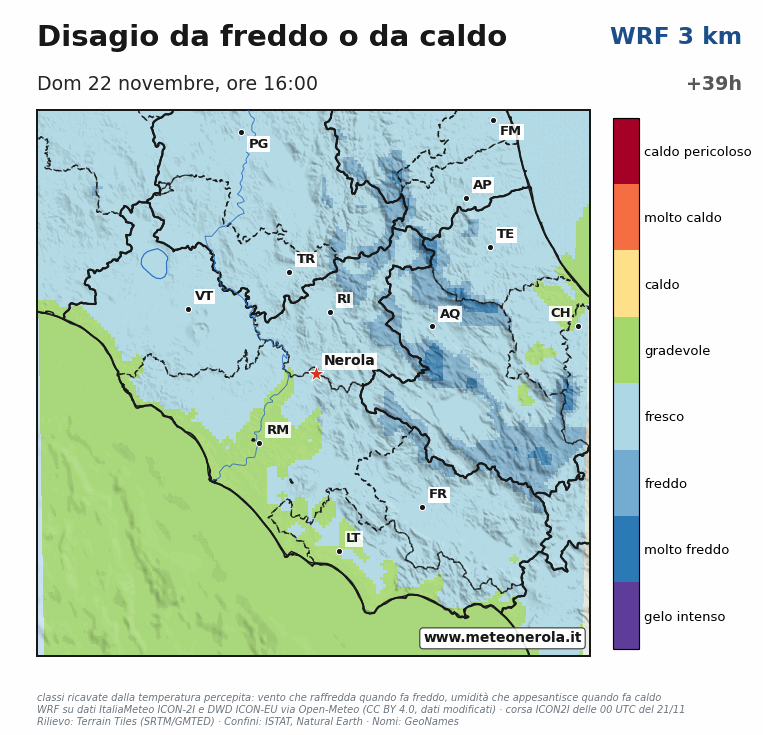 Disagio da freddo o da caldo
WRF 3 km
Dom 22 novembre, ore 16:00
+39h
FM
PG
AP
TE
TR
RI
VT
AQ
CH
Nerola
RM
FR
LT
www.meteonerola.it
caldo pericoloso
molto caldo
caldo
gradevole
fresco
freddo
molto freddo
gelo intenso
classi ricavate dalla temperatura percepita: vento che raffredda quando fa freddo, umidità che appesantisce quando fa caldo
WRF su dati ItaliaMeteo ICON-2I e DWD ICON-EU via Open-Meteo (CC BY 4.0, dati modificati) · corsa ICON2I delle 00 UTC del 21/11
Rilievo: Terrain Tiles (SRTM/GMTED) · Confini: ISTAT, Natural Earth · Nomi: GeoNames